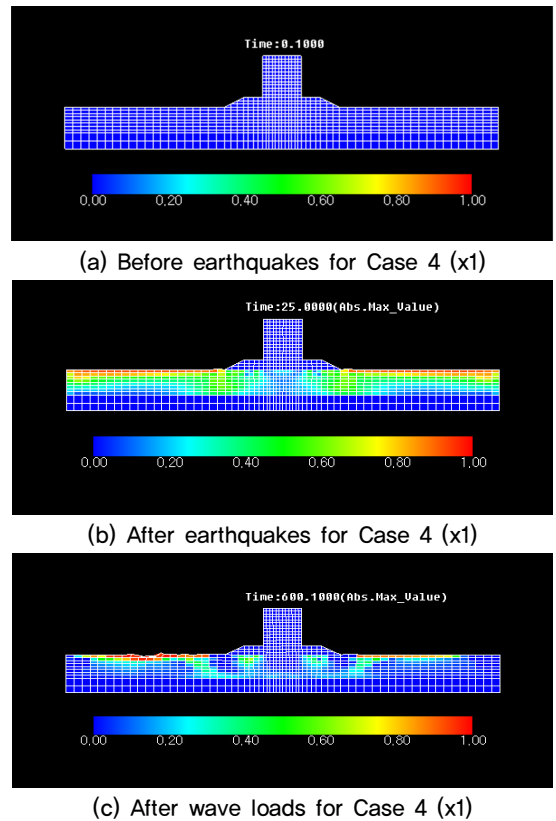 Time:0.1000
0.00 0.20 0.40 0.60 0.80 1.00
(a) Before earthquakes for Case 4 (x1)
Time:25.0000(Abs.Max_Value)
0.00 0.20 0.40 0.60 0.80 1.00
(b) After earthquakes for Case 4 (x1)
Time:600.1000(Abs.Max_Value)
0.00 0.20 0.40 0.60 0.80 1.00
(c) After wave loads for Case 4 (x1)